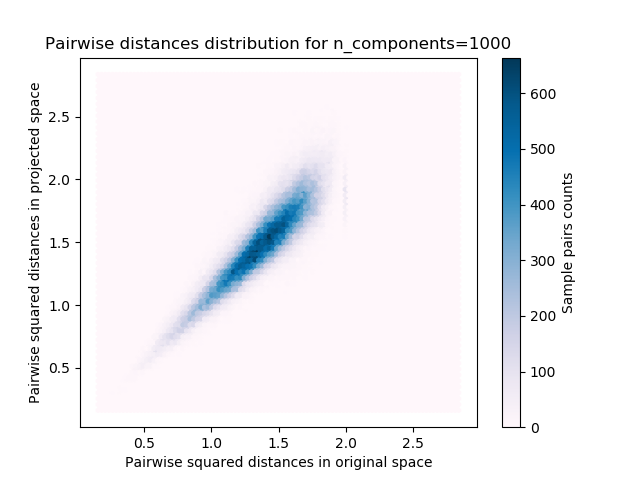 Pairwise distances distribution for n_components=1000
Pairwise squared distances in projected space
2.5
2.0
1.5
1.0
0.5
0.5 1.0 1.5 2.0 2.5
Pairwise squared distances in original space
600
500
400
300
200
100
0
Sample pairs counts